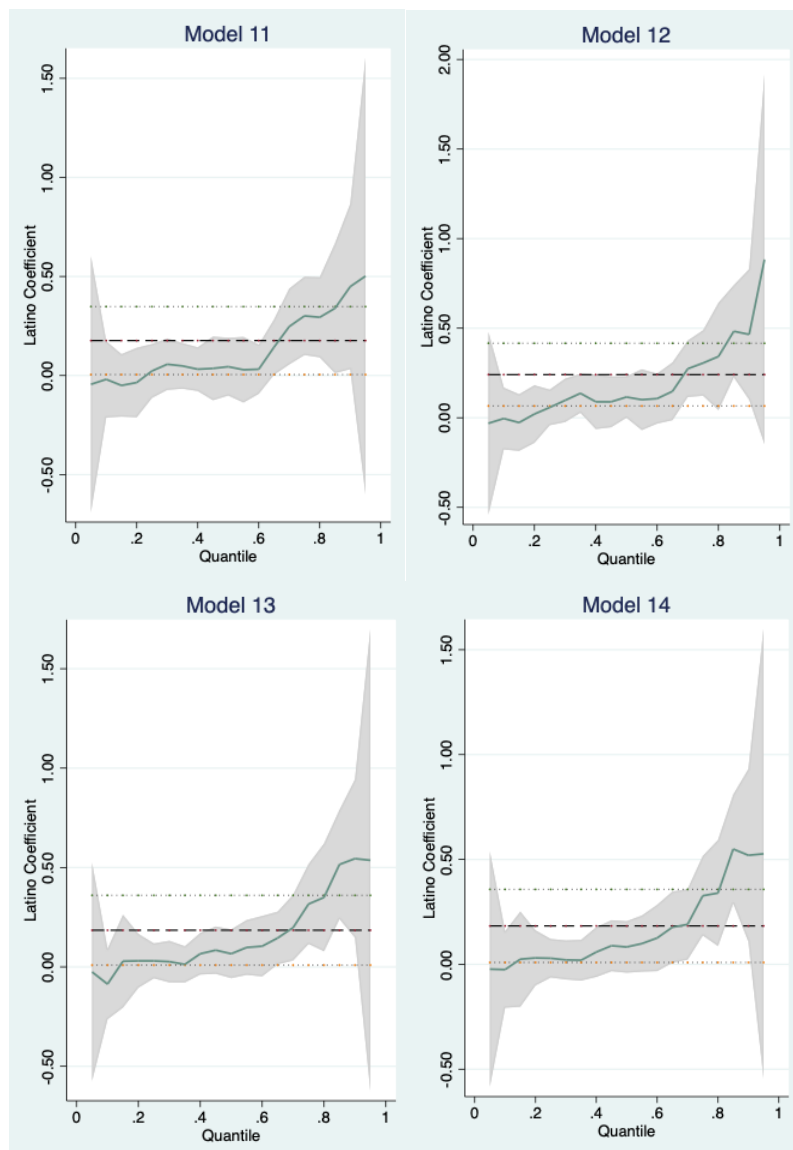 Model 11
Latino Coefficient
1.50
1.00
0.50
0.00
-0.50
0 .2 .4 .6 .8 1
Quantile
Model 12
Latino Coefficient
2.00
1.50
1.00
0.50
0.00
-0.50
0 .2 .4 .6 .8 1
Quantile
Model 13
Latino Coefficient
1.50
1.00
0.50
0.00
-0.50
0 .2 .4 .6 .8 1
Quantile
Model 14
Latino Coefficient
1.50
1.00
0.50
0.00
-0.50
0 .2 .4 .6 .8 1
Quantile